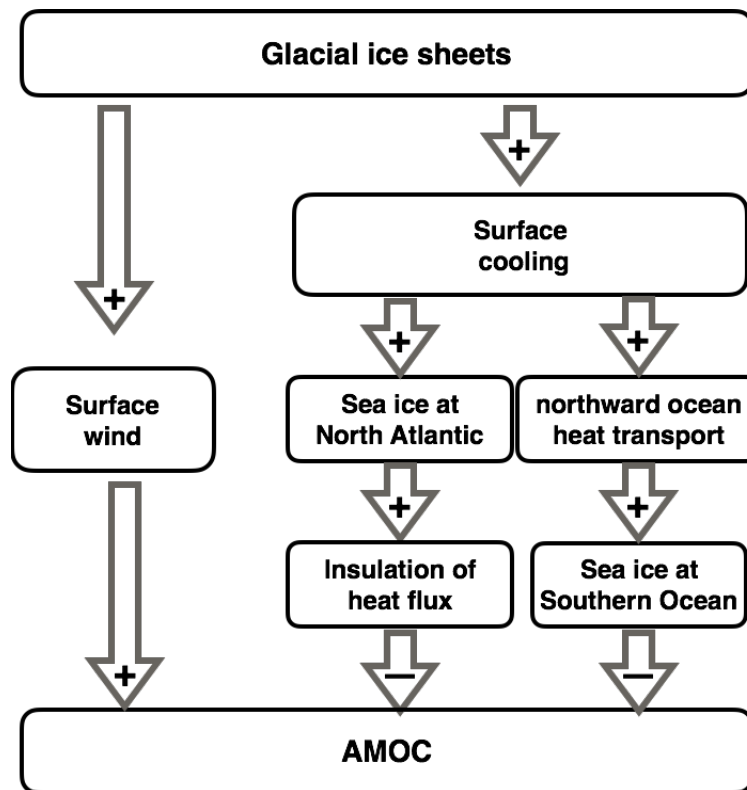 Glacial ice sheets
+
+
Surface
cooling
+
+
+
Surface
wind
Sea ice at
North Atlantic
northward ocean
heat transport
+
+
Insulation of
heat flux
Sea ice at
Southern Ocean
+
−
−
AMOC